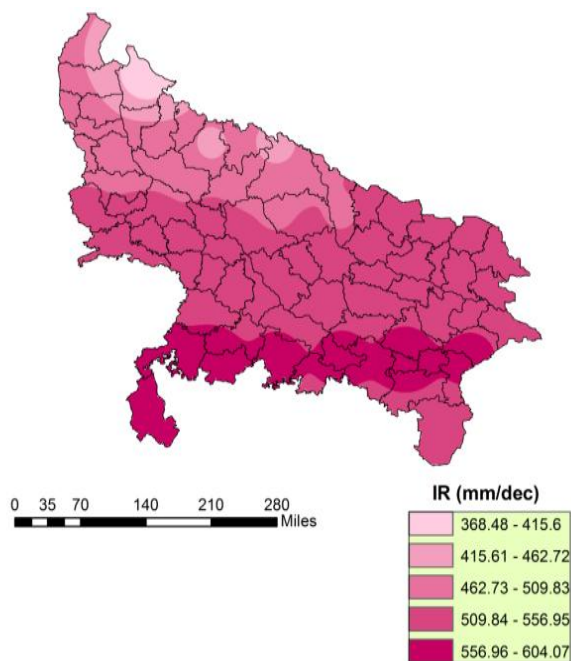 0 35 70 140 210 280
Miles
IR (mm/dec)
368.48 - 415.6
415.61 - 462.72
462.73 - 509.83
509.84 - 556.95
556.96 - 604.07